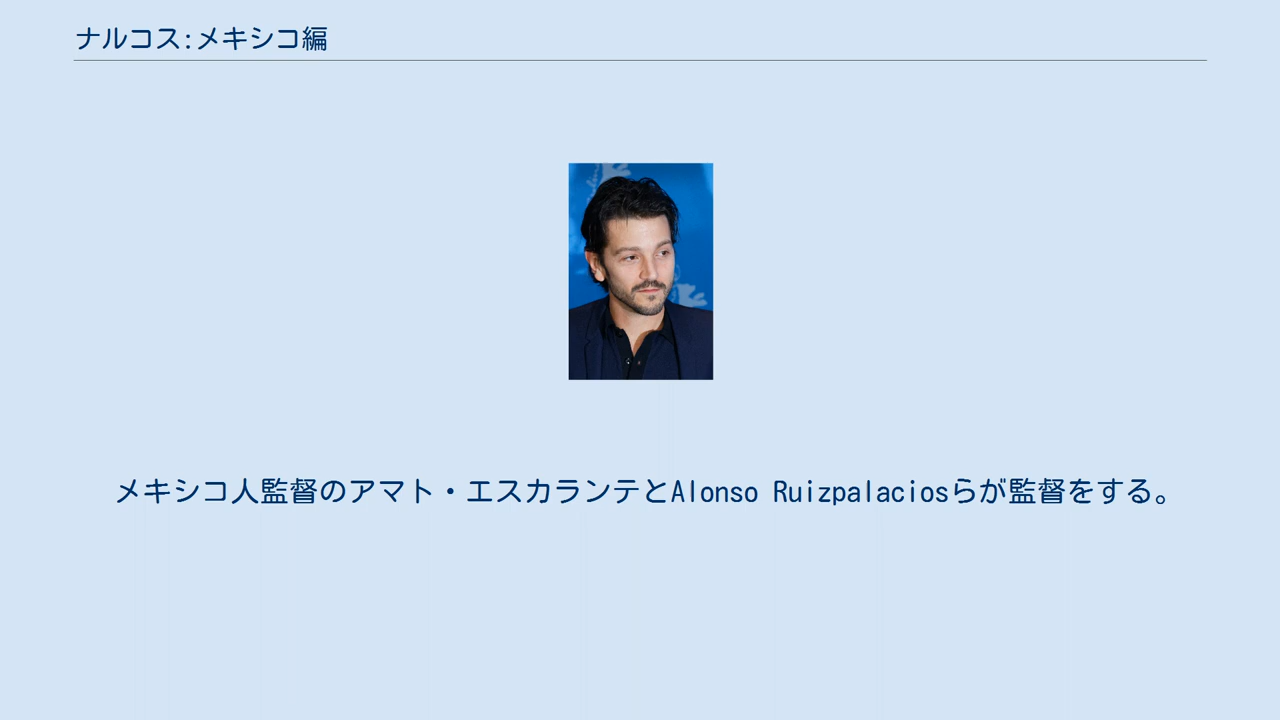 ナルコス:メキシコ編
メキシコ人監督のアマト・エスカランテとAlonso Ruizpalaciosらが監督をする。